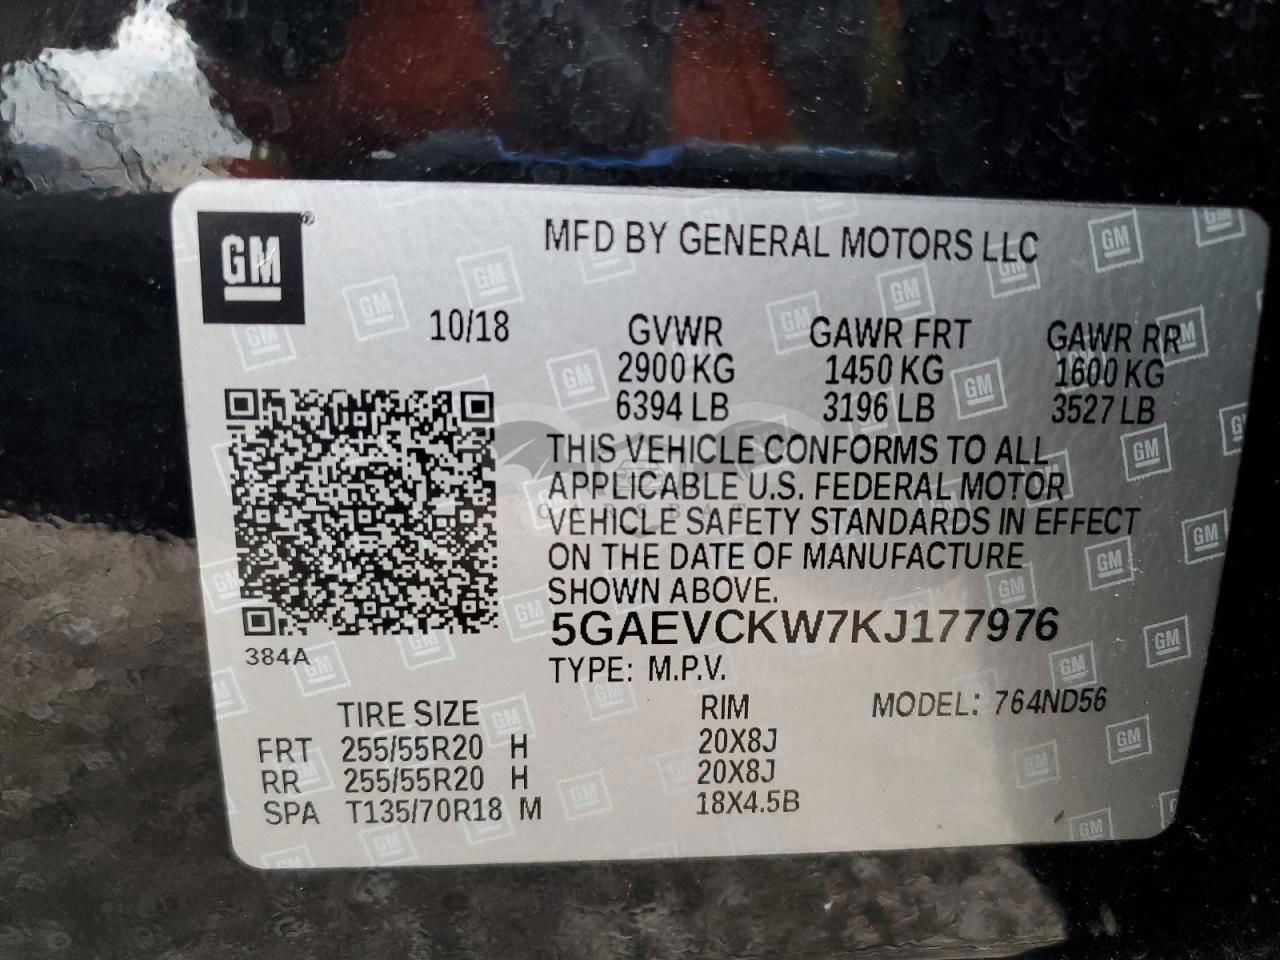 GM
MFD BY GENERAL MOTORS LLC
10/18 GVWR GAWR FRT GAWR RR
2900 KG 1450 KG 1600 KG
6394 LB 3196 LB 3527 LB
THIS VEHICLE CONFORMS TO ALL
APPLICABLE U.S. FEDERAL MOTOR
VEHICLE SAFETY STANDARDS IN EFFECT
ON THE DATE OF MANUFACTURE
SHOWN ABOVE.
5GAEVCKW7KJ177976
384A
TYPE: M.P.V.
TIRE SIZE RIM MODEL: 764ND56
FRT 255/55R20 H 20X8J
RR 255/55R20 H 20X8J
SPA T135/70R18 M 18X4.5B